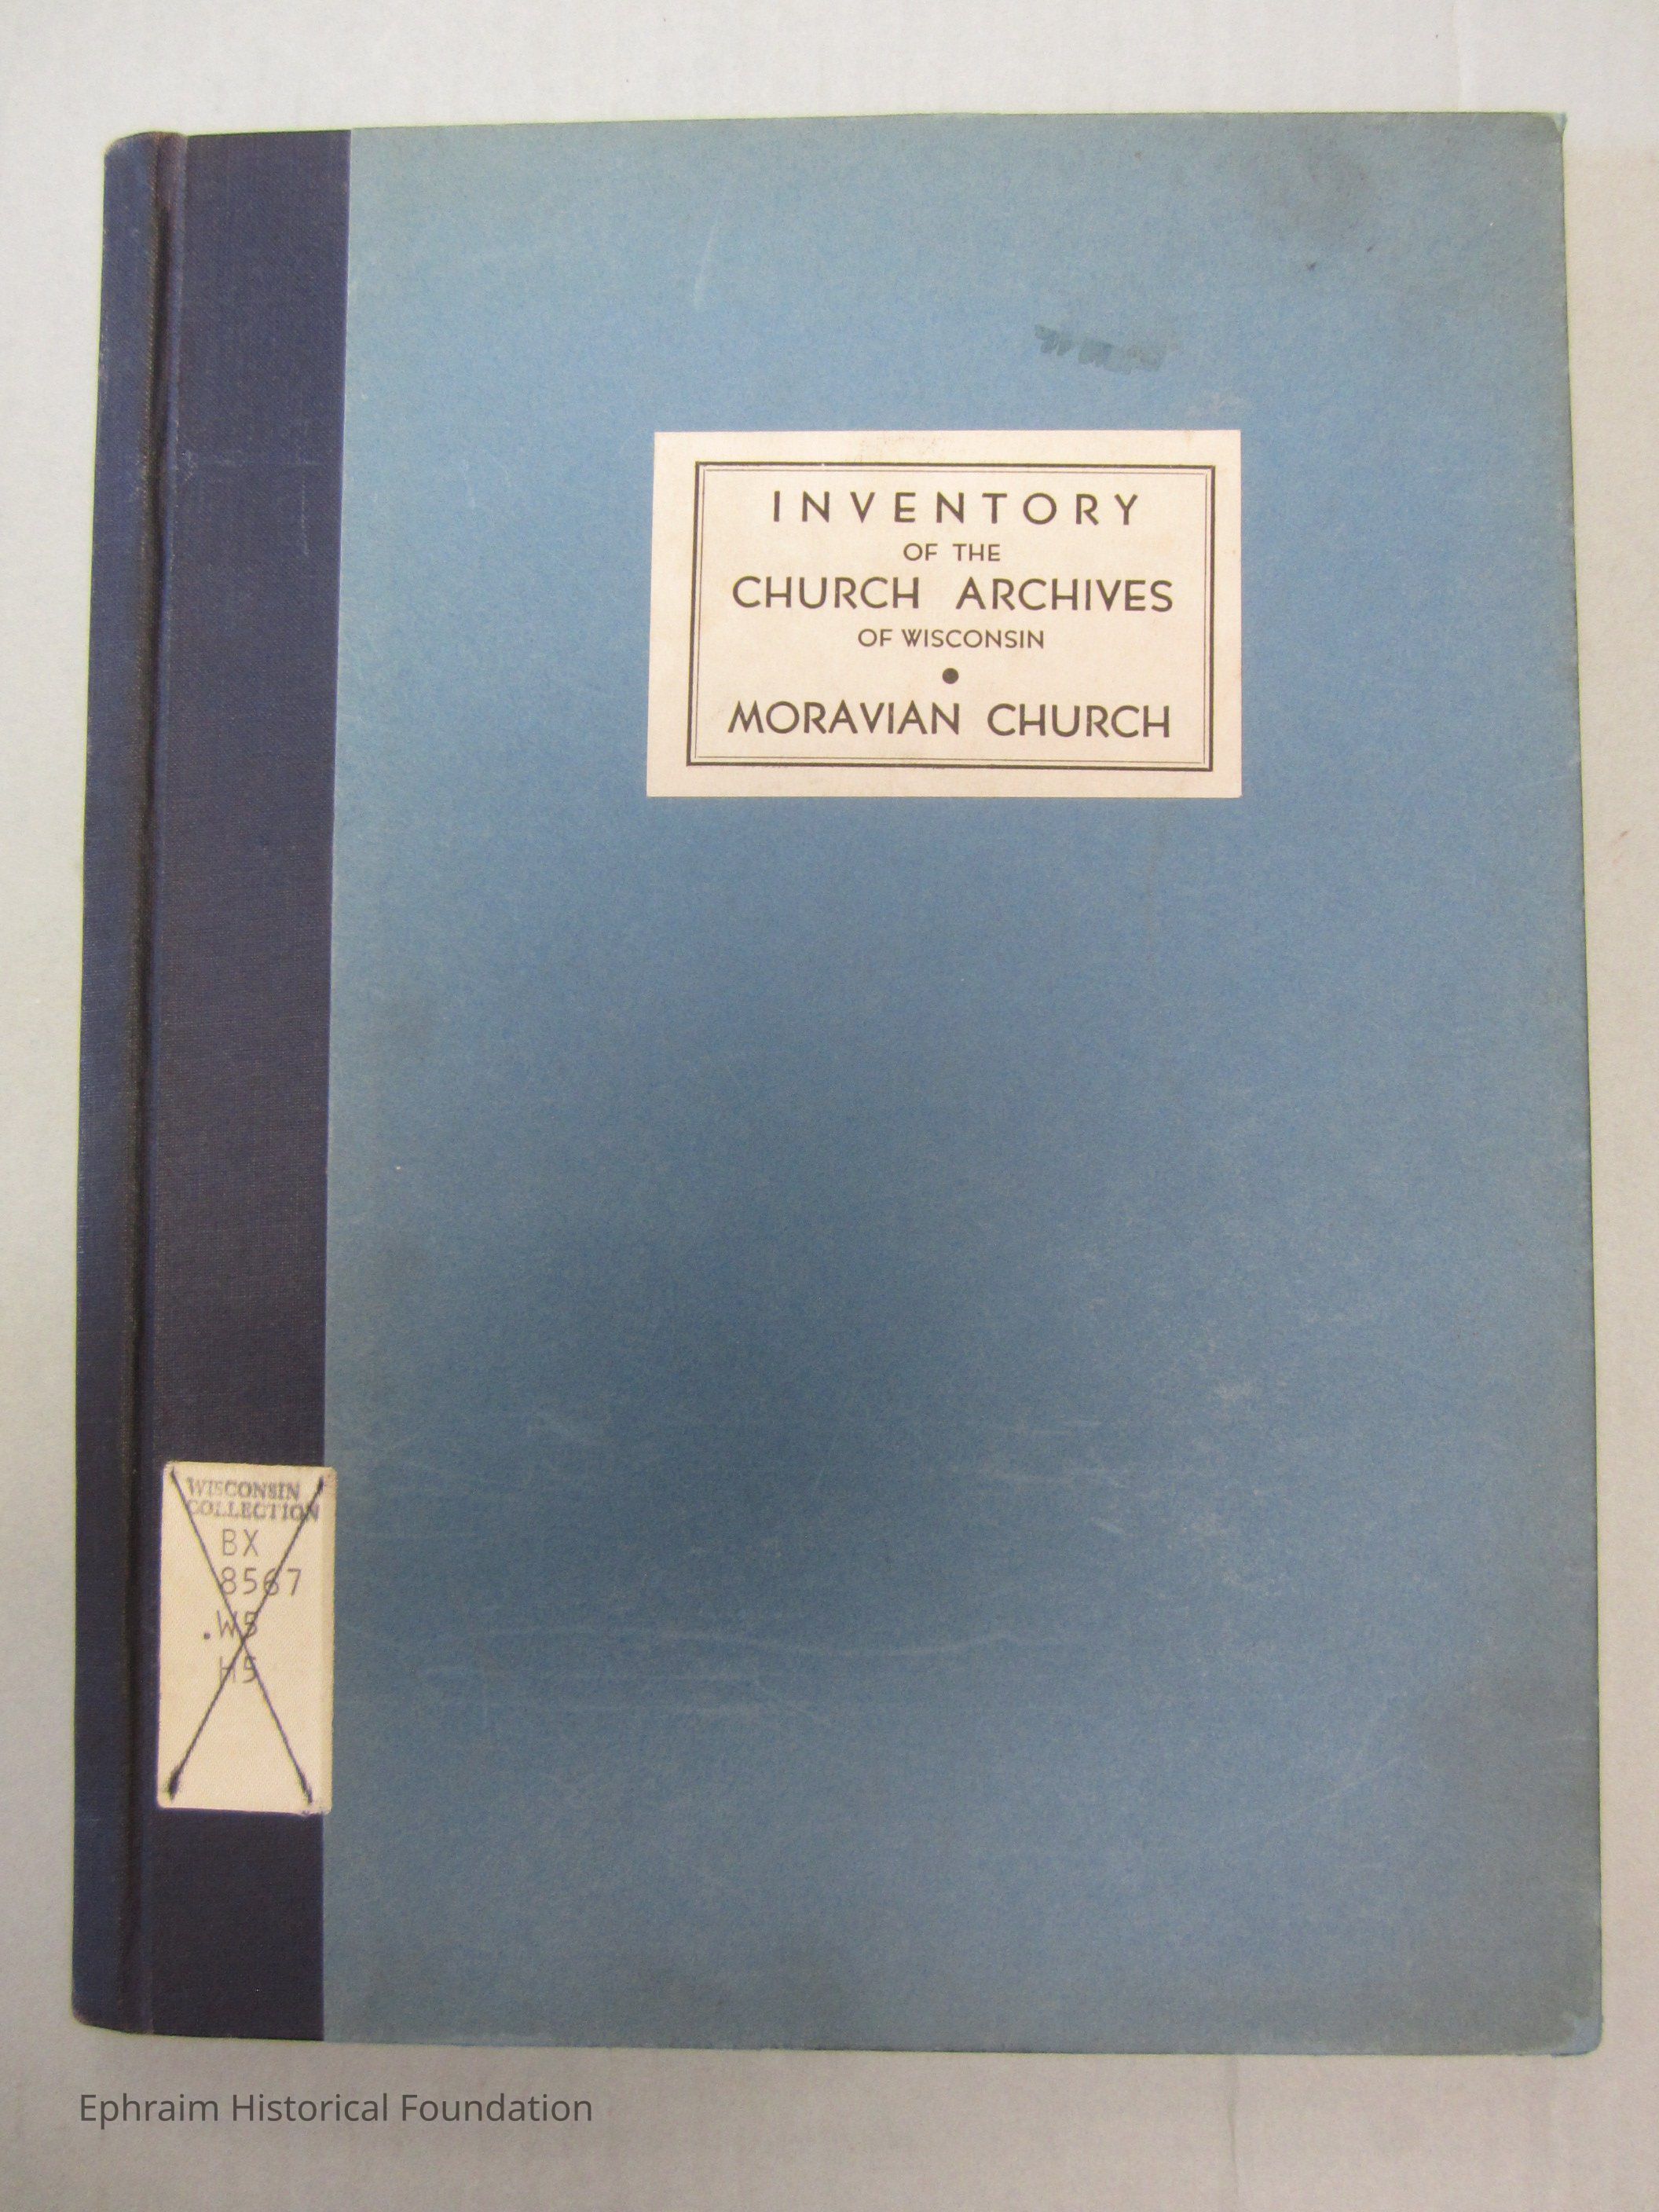 INVENTORY
OF THE
CHURCH ARCHIVES
OF WISCONSIN
•
MORAVIAN CHURCH
WISCONSIN
COLLECTION
BX
8567
.W5
H5
Ephraim Historical Foundation